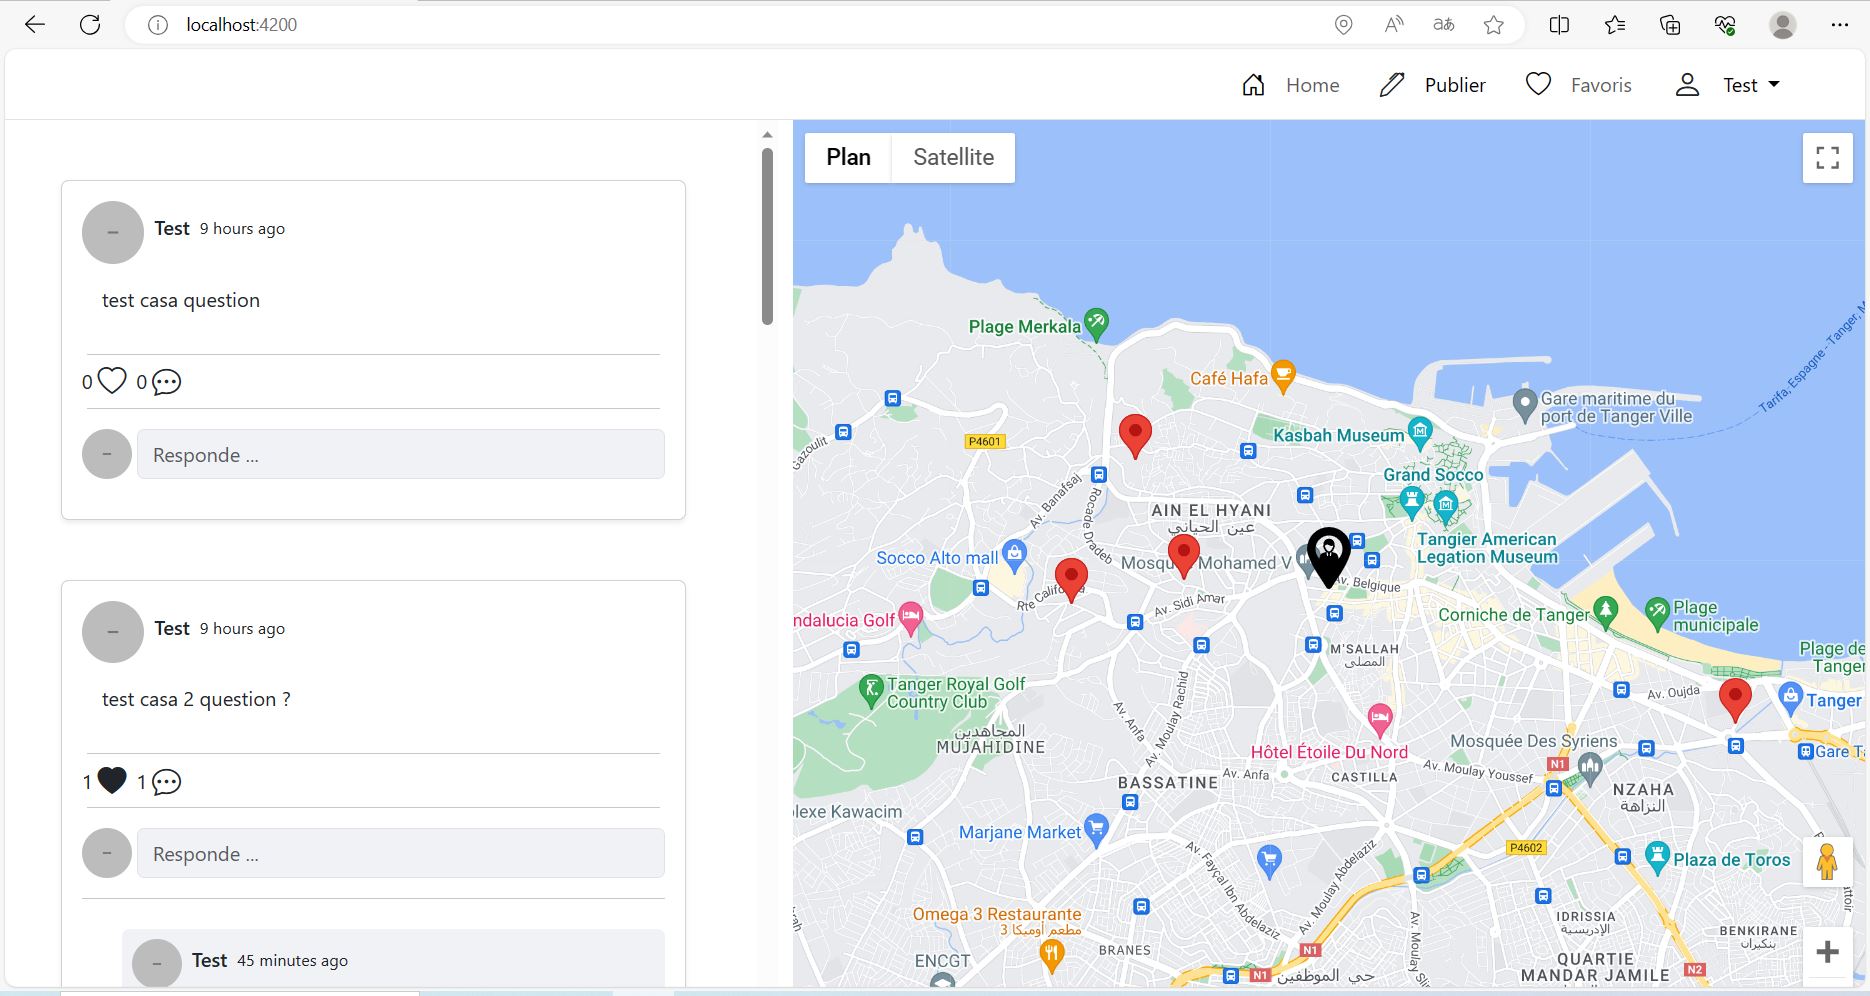 localhost:4200
Home
Publier
Favoris
Test
Test 9 hours ago
test casa question
0 0
Responde ...
Test 9 hours ago
test casa 2 question ?
1 1
Responde ...
Test 45 minutes ago
Plan
Satellite
Plage Merkala
Café Hafa
Gare maritime du
port de Tanger Ville
Tarifa, Espagne - Tanger,
Gazoulit
P4601
Kasbah Museum
Grand Socco
Av. Banafsaj
Rocade Dradeb
AIN EL HYANI
عين الحياني
Tangier American
Legation Museum
Socco Alto mall
Mosqu Mohamed V
Av. Belgique
Rte Calif
Av. Sidi Amar
ndalucia Golf
Corniche de Tanger
Plage
municipale
M'SALLAH
المصلى
Plage de
Tanger
Tanger Royal Golf
Country Club
Av. Oujda
Tanger
المجاهدين
MUJAHIDINE
Av. Anfa
Av. Moulay Rachid
Hôtel Étoile Du Nord
Mosquée Des Syriens
Gare T
BASSATINE
Av. Anfa
CASTILLA
Av. Moulay Youssef
N1
NZAHA
النزاهة
lexe Kawacim
Marjane Market
P4602
Plaza de Toros
Av. Fayçal Ibn Abdelaziz
Av. Moulay Abdelaziz
Omega 3 Restaurante
مطعم أوميكا 3
IDRISSIA
الإدريسية
BENKIRANE
بنكيران
BRANES
N1
ENCGT
N1
حي الموظفين
Av. Moulay Sli
QUARTIE
MANDAR JAMILE
N2